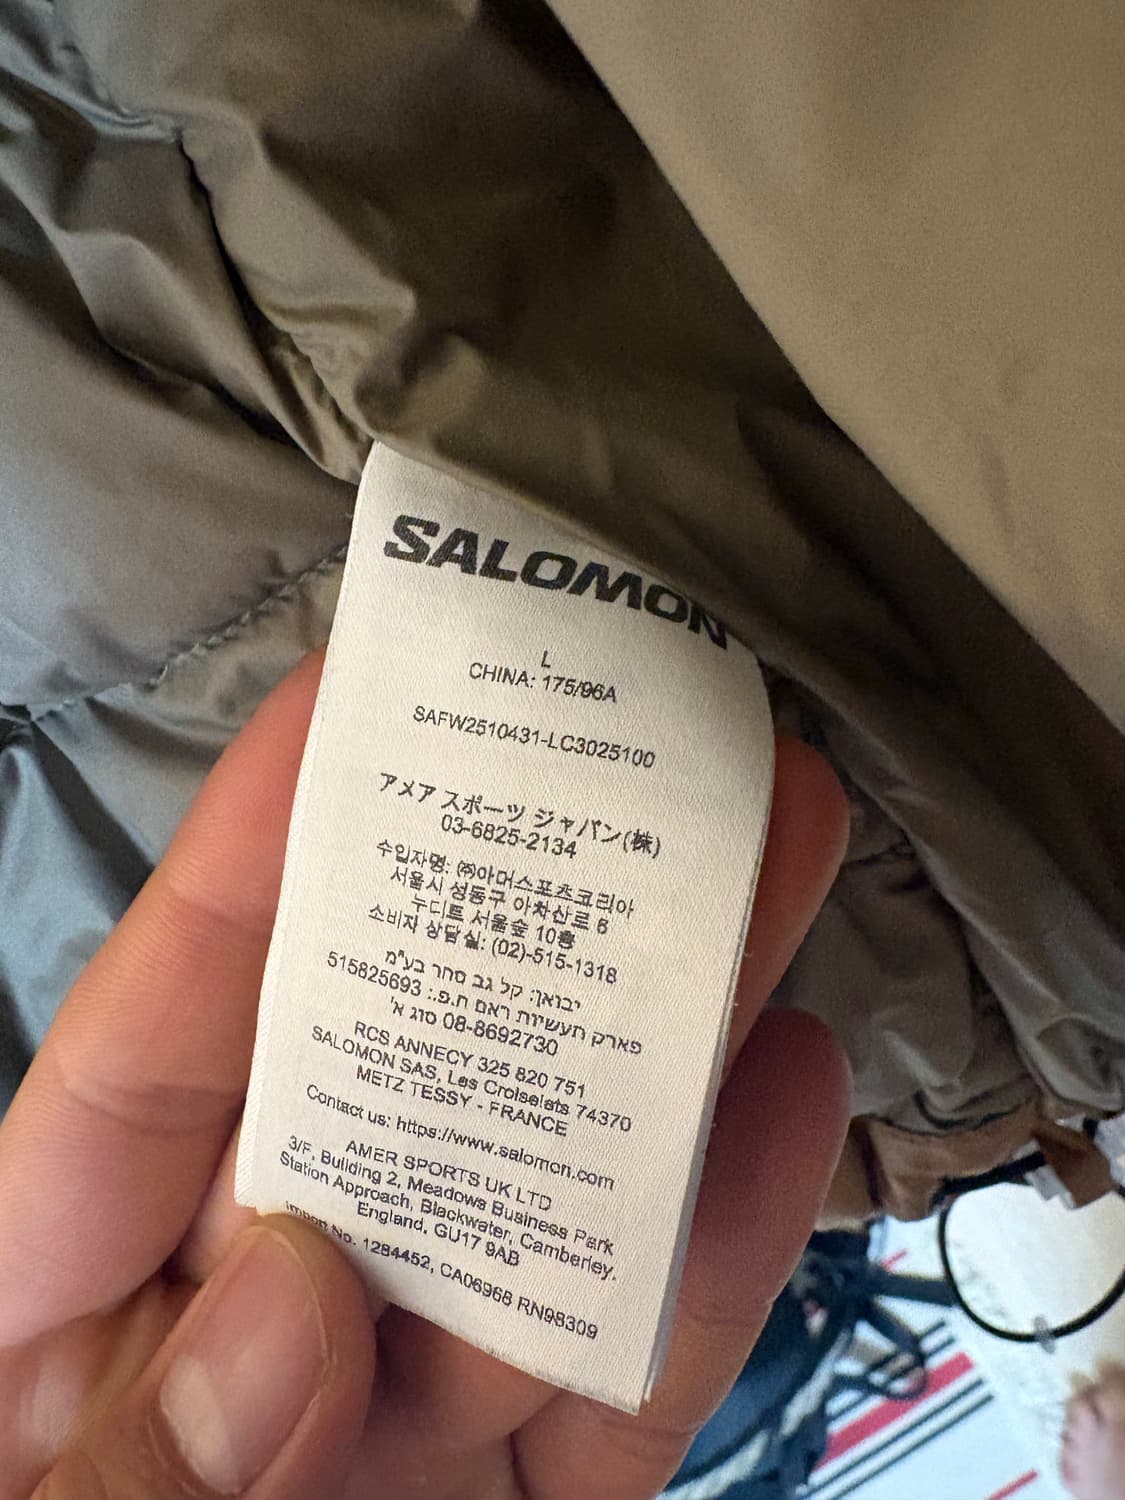 SALOMON
L
CHINA: 175/96A
SAFW2510431-LC3025100
アメア スポーツ ジャパン(株)
03-6825-2134
수입자명: ㈜아머스포츠코리아
서울시 성동구 아차산로 6
누디트 서울숲 10층
소비자 상담실: (02)-515-1318
יבואן: קל גב סחר בע"מ
פארק תעשיות ראם ח.פ.: 515825693
08-8692730 סוג א'
RCS ANNECY 325 820 751
SALOMON SAS, Les Croiselets 74370
METZ TESSY - FRANCE
Contact us: https://www.salomon.com
AMER SPORTS UK LTD
3/F, Building 2, Meadows Business Park
Station Approach, Blackwater, Camberley.
England, GU17 9AB
Import No. 1284452, CA06968 RN98309